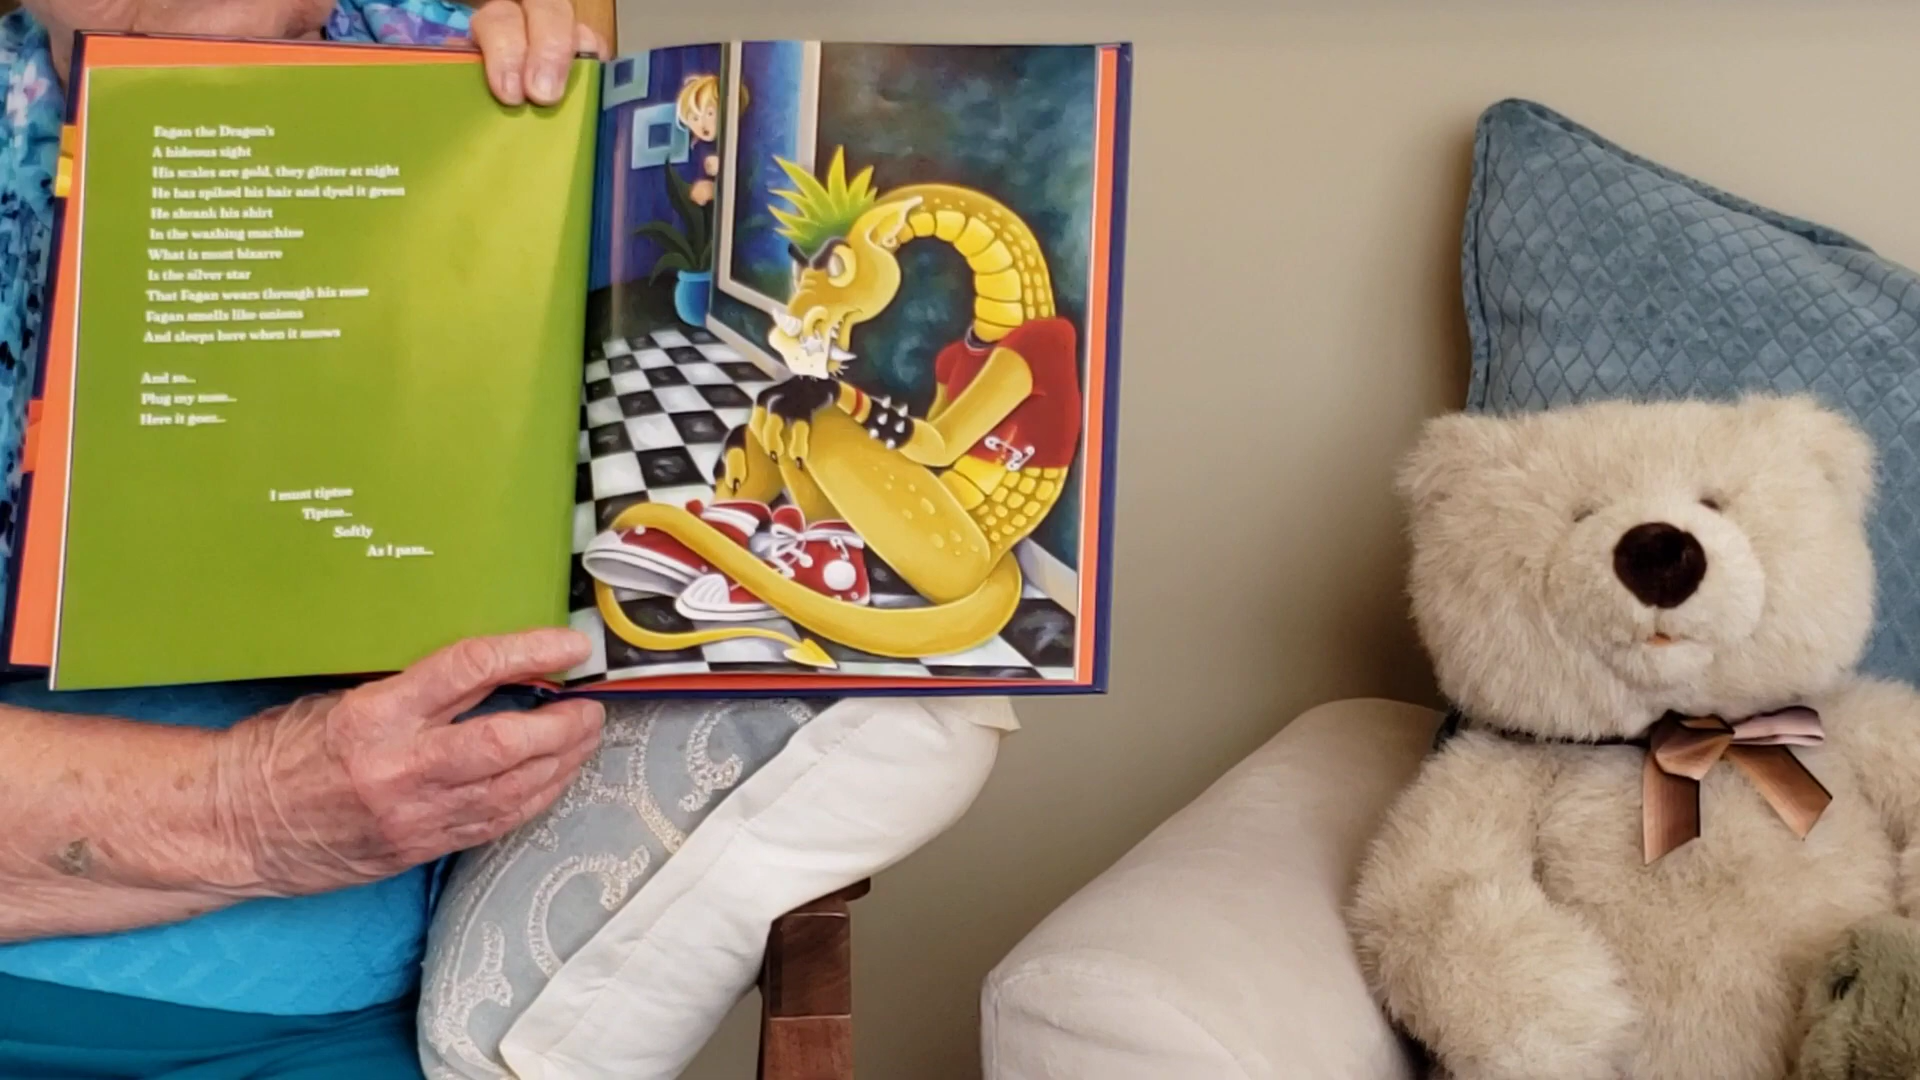 Fagan the Dragon's
A hideous sight
His scales are gold, they glitter at night
He has spiked his hair and dyed it green
He shrank his shirt
In the washing machine
What is most bizarre
Is the silver star
That Fagan wears through his nose
Fagan smells like onions
And sleeps here when it snows
And so...
Plug my nose...
Here it goes...
I must tiptoe
Tiptoe...
Softly
As I pass...